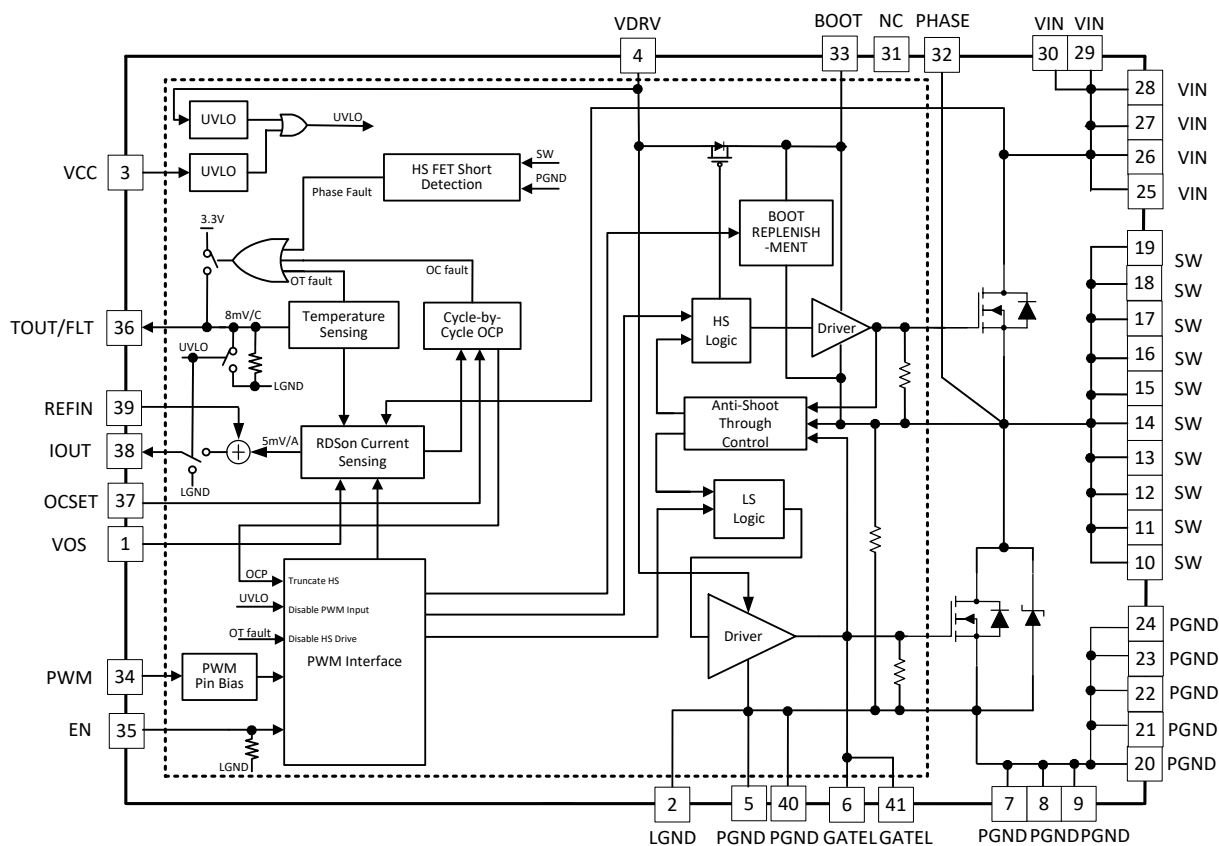 VDRV
BOOT
NC
PHASE
VIN
VIN
4
33
31
32
30
29
28
VIN
27
VIN
26
VIN
25
VIN
UVLO
UVLO
VCC
3
UVLO
HS FET Short
Detection
SW
PGND
Phase Fault
3.3V
OC fault
OT fault
BOOT
REPLENISH
-MENT
19
SW
18
SW
17
SW
16
SW
15
SW
14
SW
13
SW
12
SW
11
SW
10
SW
TOUT/FLT
36
8mV/C
Temperature
Sensing
Cycle-by-
Cycle OCP
HS
Logic
Driver
UVLO
LGND
REFIN
39
IOUT
38
5mV/A
RDSon Current
Sensing
Anti-Shoot
Through
Control
LGND
OCSET
37
VOS
1
LS
Logic
OCP
Truncate HS
UVLO
Disable PWM Input
OT fault
Disable HS Drive
PWM Interface
Driver
PWM
34
PWM
Pin Bias
EN
35
LGND
24
PGND
23
PGND
22
PGND
21
PGND
20
PGND
2
5
40
6
41
7
8
9
LGND
PGND
PGND
GATEL
GATEL
PGND
PGND
PGND